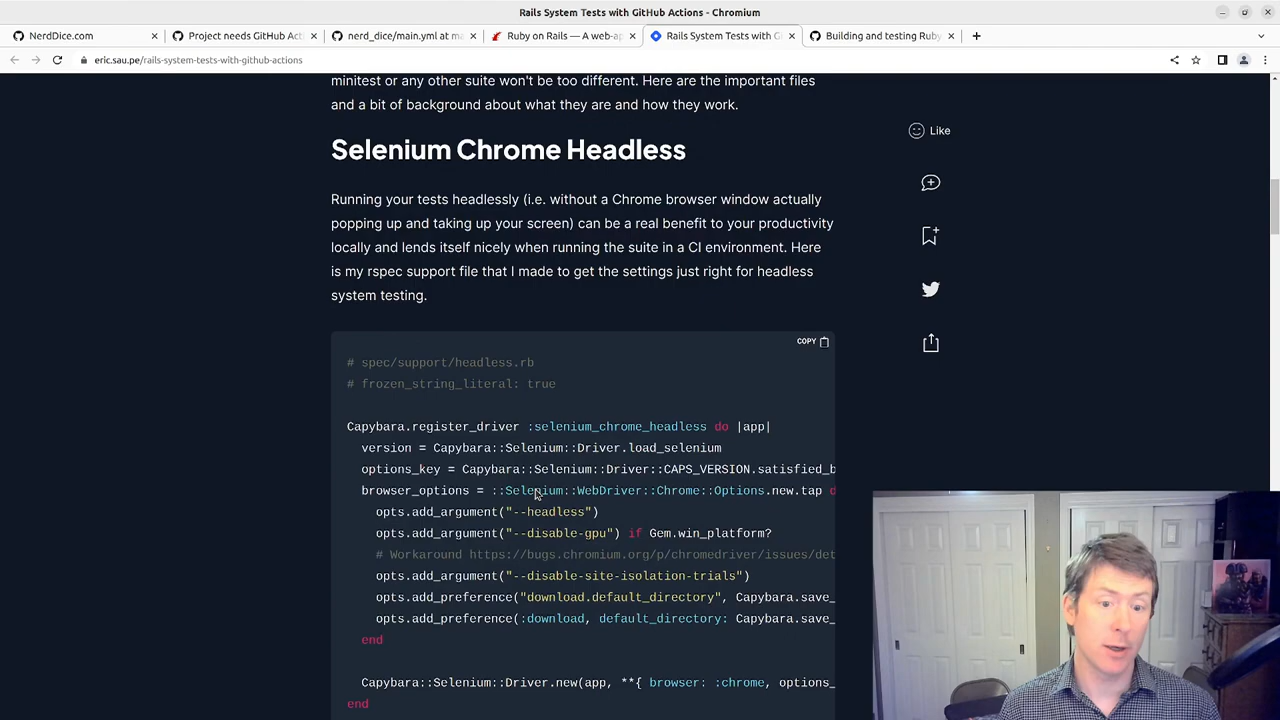 Rails System Tests with GitHub Actions - Chromium
NerdDice.com
Project needs GitHub Act
nerd_dice/main.yml at ma
Ruby on Rails — A web-ap
Rails System Tests with G
Building and testing Ruby
eric.sau.pe/rails-system-tests-with-github-actions
minitest or any other suite won't be too different. Here are the important files
and a bit of background about what they are and how they work.
Like
Selenium Chrome Headless
Running your tests headlessly (i.e. without a Chrome browser window actually
popping up and taking up your screen) can be a real benefit to your productivity
locally and lends itself nicely when running the suite in a CI environment. Here
is my rspec support file that I made to get the settings just right for headless
system testing.
COPY
# spec/support/headless.rb
# frozen_string_literal: true
Capybara.register_driver :selenium_chrome_headless do |app|
version = Capybara::Selenium::Driver.load_selenium
options_key = Capybara::Selenium::Driver::CAPS_VERSION.satisfied_b
browser_options = ::Selenium::WebDriver::Chrome::Options.new.tap d
opts.add_argument("--headless")
opts.add_argument("--disable-gpu") if Gem.win_platform?
# Workaround https://bugs.chromium.org/p/chromedriver/issues/det
opts.add_argument("--disable-site-isolation-trials")
opts.add_preference("download.default_directory", Capybara.save_
opts.add_preference(:download, default_directory: Capybara.save_
end
Capybara::Selenium::Driver.new(app, **{ browser: :chrome, options_
end